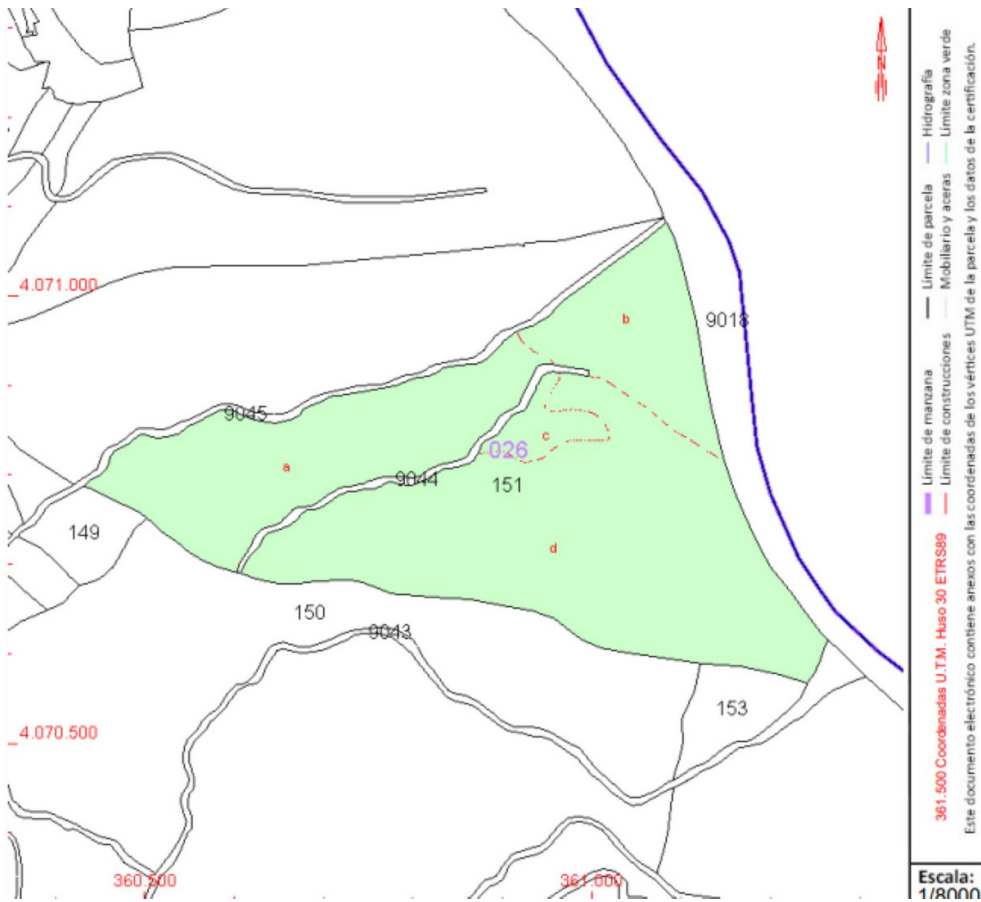 N
4.071.000
b
9018
9045
c
026
a
9044
151
149
d
150
9043
153
4.070.500
360.500
361.000
361.500 Coordenadas U.T.M. Huso 30 ETRS89
Límite de manzana
Límite de parcela
Hidrografía
Límite de construcciones
Mobiliario y aceras
Límite zona verde
Este documento electrónico contiene anexos con las coordenadas de los vértices UTM de la parcela y los datos de la certificación.
Escala:
1/8000